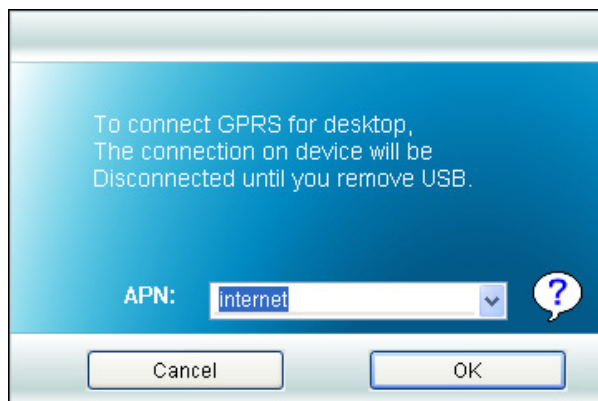 To connect GPRS for desktop,
The connection on device will be
Disconnected until you remove USB.
APN: internet ?
Cancel OK